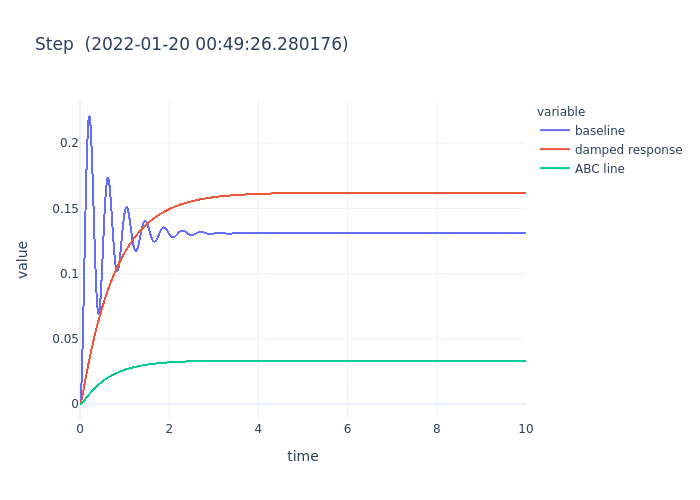 Step (2022-01-20 00:49:26.280176)
variable
baseline
damped response
ABC line
value
0.2
0.15
0.1
0.05
0
0 2 4 6 8 10
time